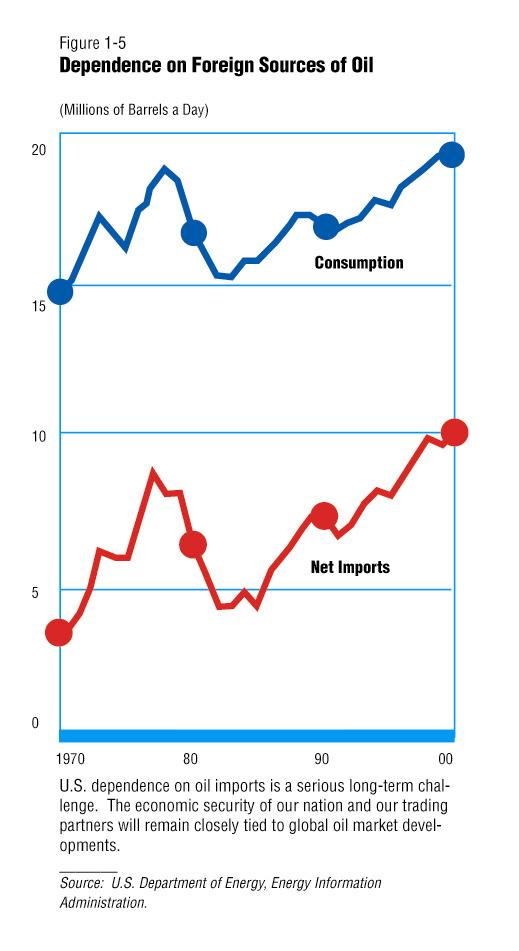 Figure 1-5
Dependence on Foreign Sources of Oil
(Millions of Barrels a Day)
20
Consumption
15
10
Net Imports
5
0
1970 80 90 00
U.S. dependence on oil imports is a serious long-term chal-
lenge. The economic security of our nation and our trading
partners will remain closely tied to global oil market devel-
opments.
Source: U.S. Department of Energy, Energy Information
Administration.